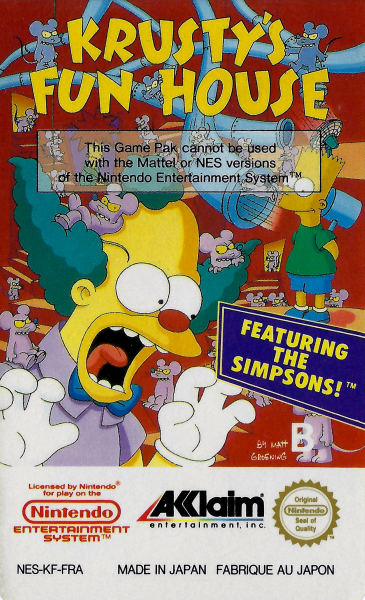 KRUSTY'S
FUN HOUSE
This Game Pak cannot be used
with the Mattel or NES versions
of the Nintendo Entertainment System™
FEATURING
THE
SIMPSONS!™
B
BY MATT
GROENING
Licensed by Nintendo®
for play on the
Nintendo
ENTERTAINMENT
SYSTEM™
AKKlaim®
entertainment, inc.
Original
Nintendo
Seal of
Quality
™
NES-KF-FRA
MADE IN JAPAN FABRIQUE AU JAPON